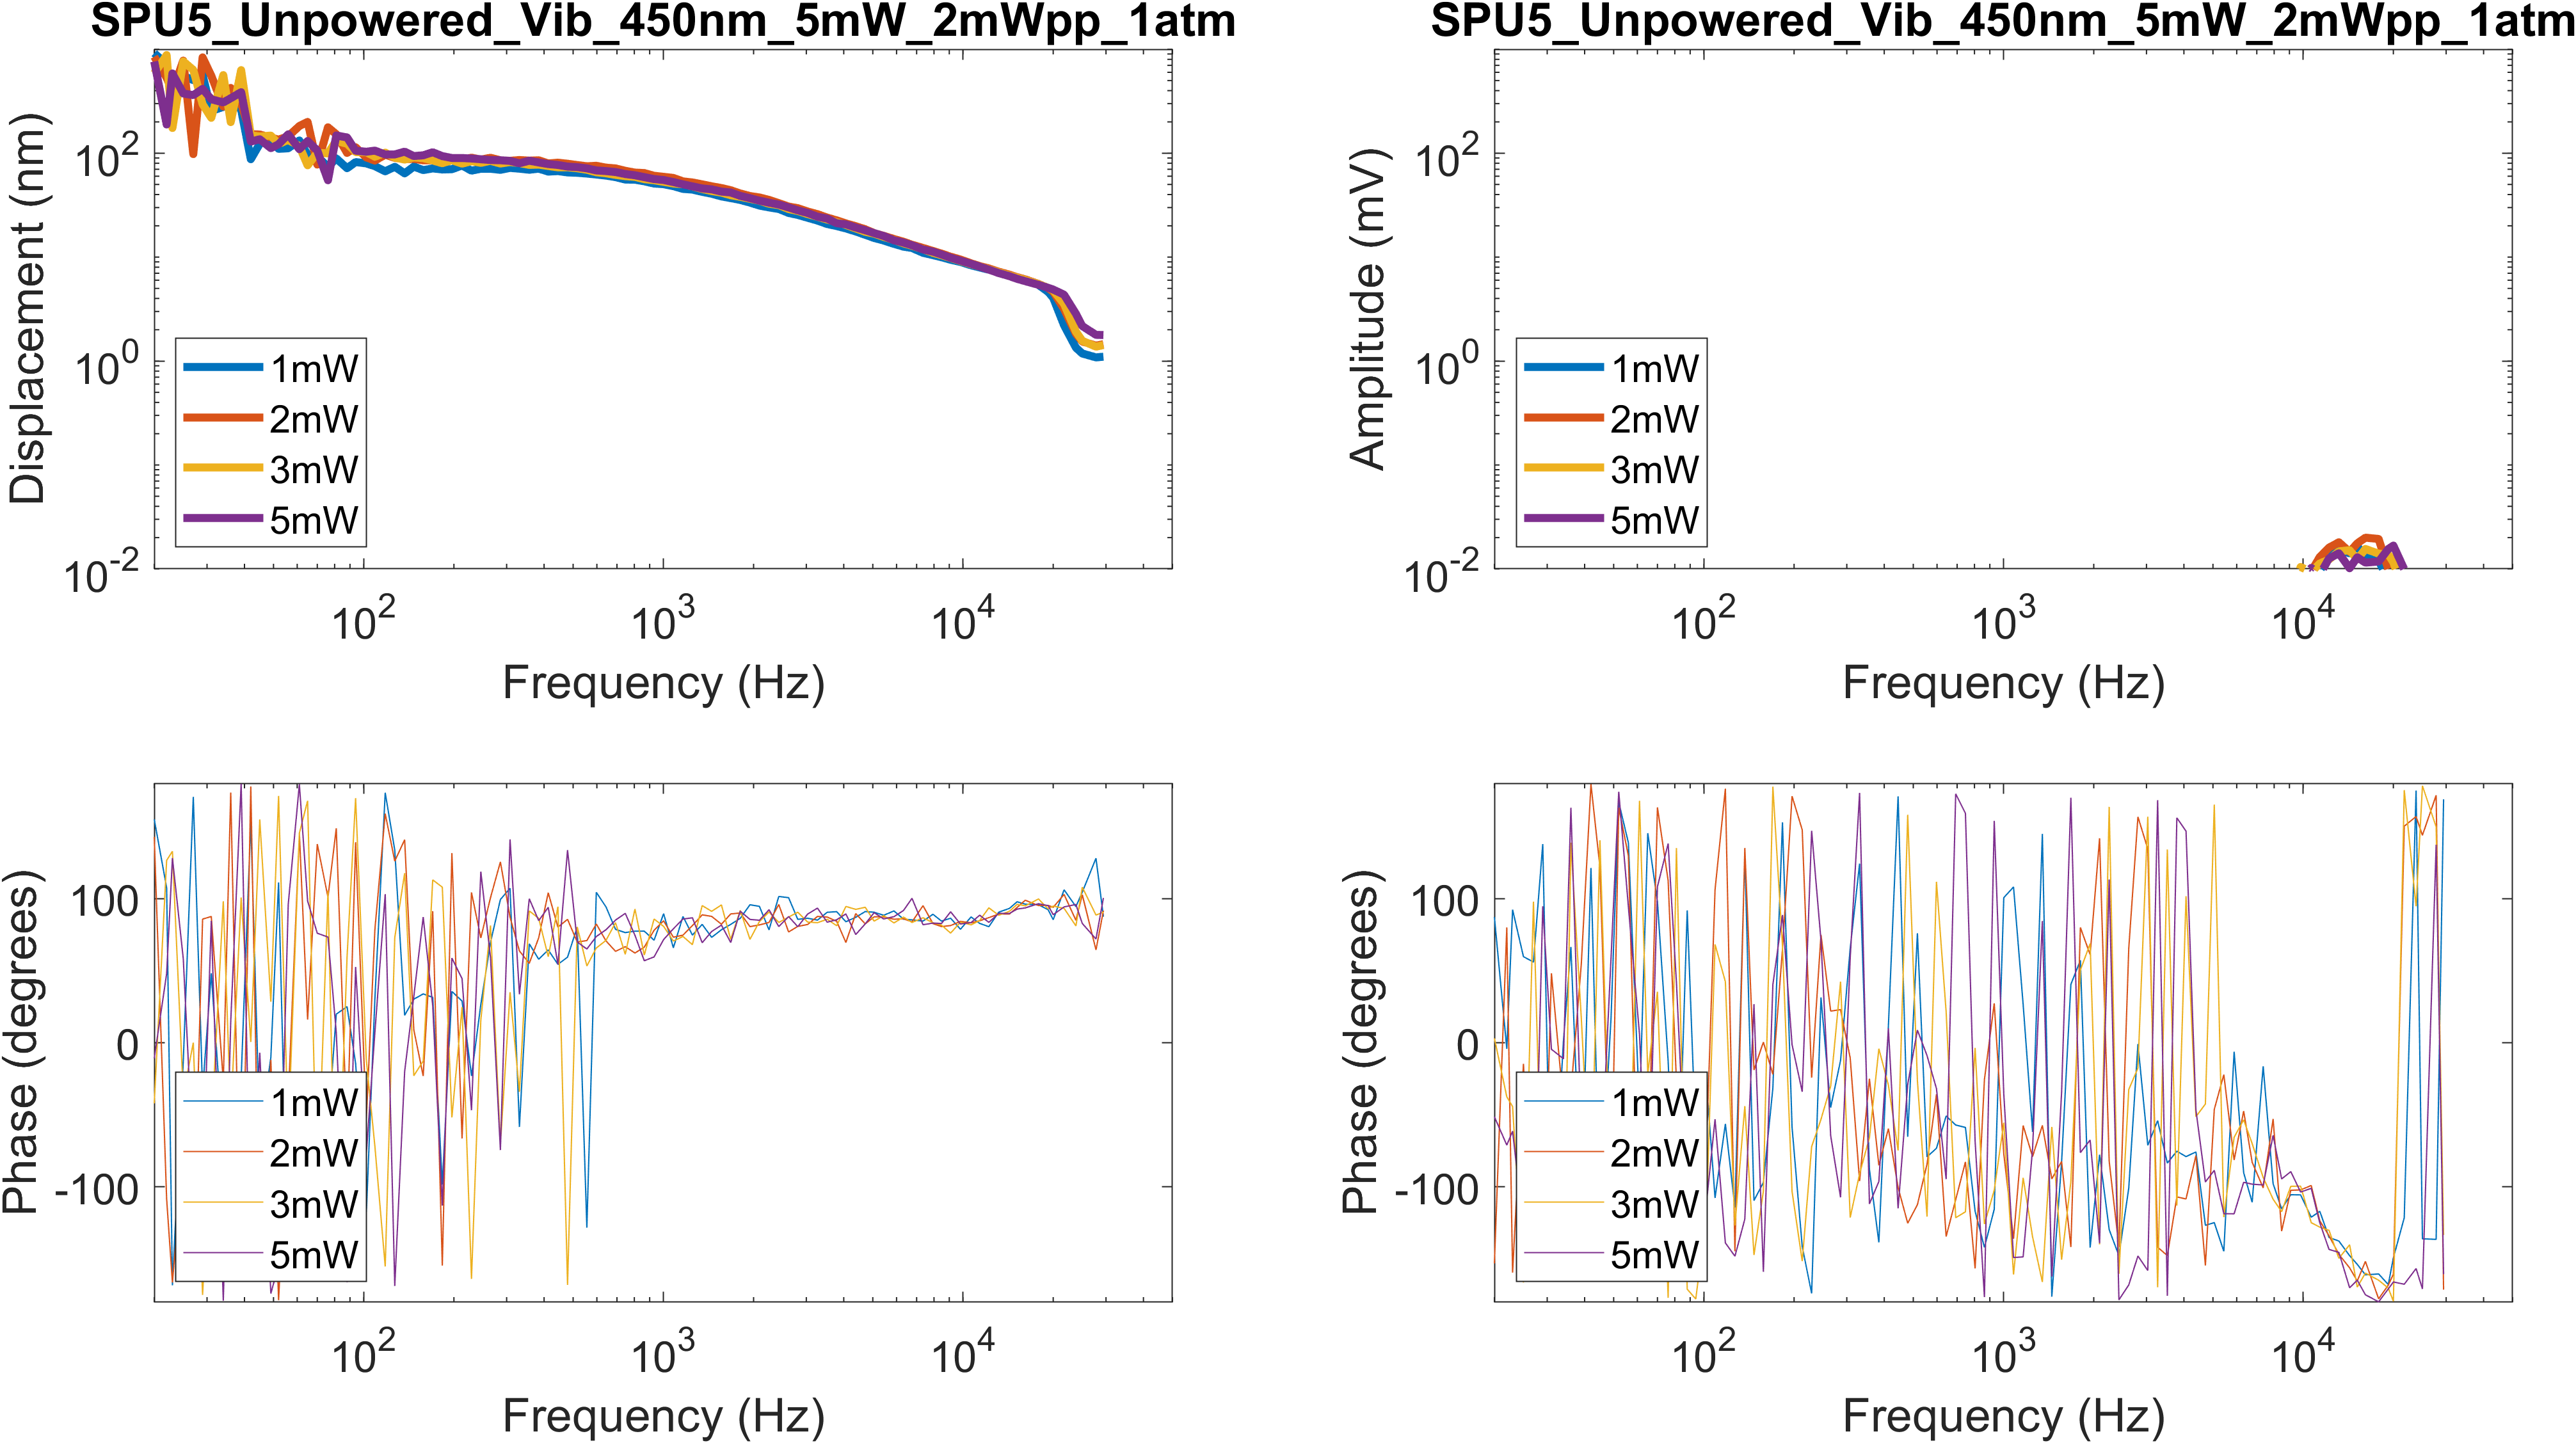 SPU5_Unpowered_Vib_450nm_5mW_2mWpp_1atm
Displacement (nm)
10^2
10^0
10^-2
1mW
2mW
3mW
5mW
10^2 10^3 10^4
Frequency (Hz)
SPU5_Unpowered_Vib_450nm_5mW_2mWpp_1atm
Amplitude (mV)
10^2
10^0
10^-2
1mW
2mW
3mW
5mW
10^2 10^3 10^4
Frequency (Hz)
Phase (degrees)
100
0
-100
1mW
2mW
3mW
5mW
10^2 10^3 10^4
Frequency (Hz)
Phase (degrees)
100
0
-100
1mW
2mW
3mW
5mW
10^2 10^3 10^4
Frequency (Hz)